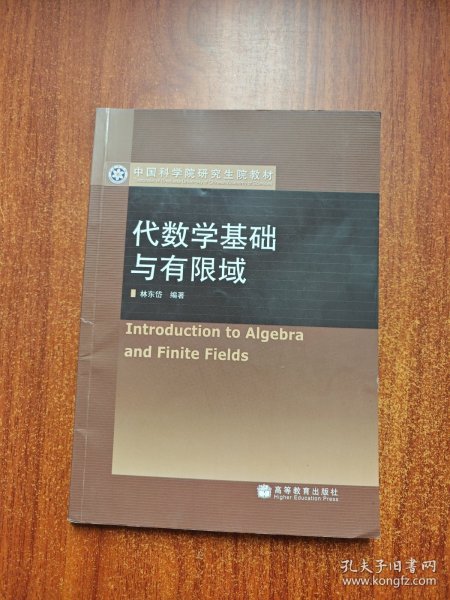 中国科学院研究生院教材
代数学基础
与有限域
林东岱 编著
Introduction to Algebra
and Finite Fields
高等教育出版社
Higher Education Press
孔夫子旧书网
www.kongfz.com